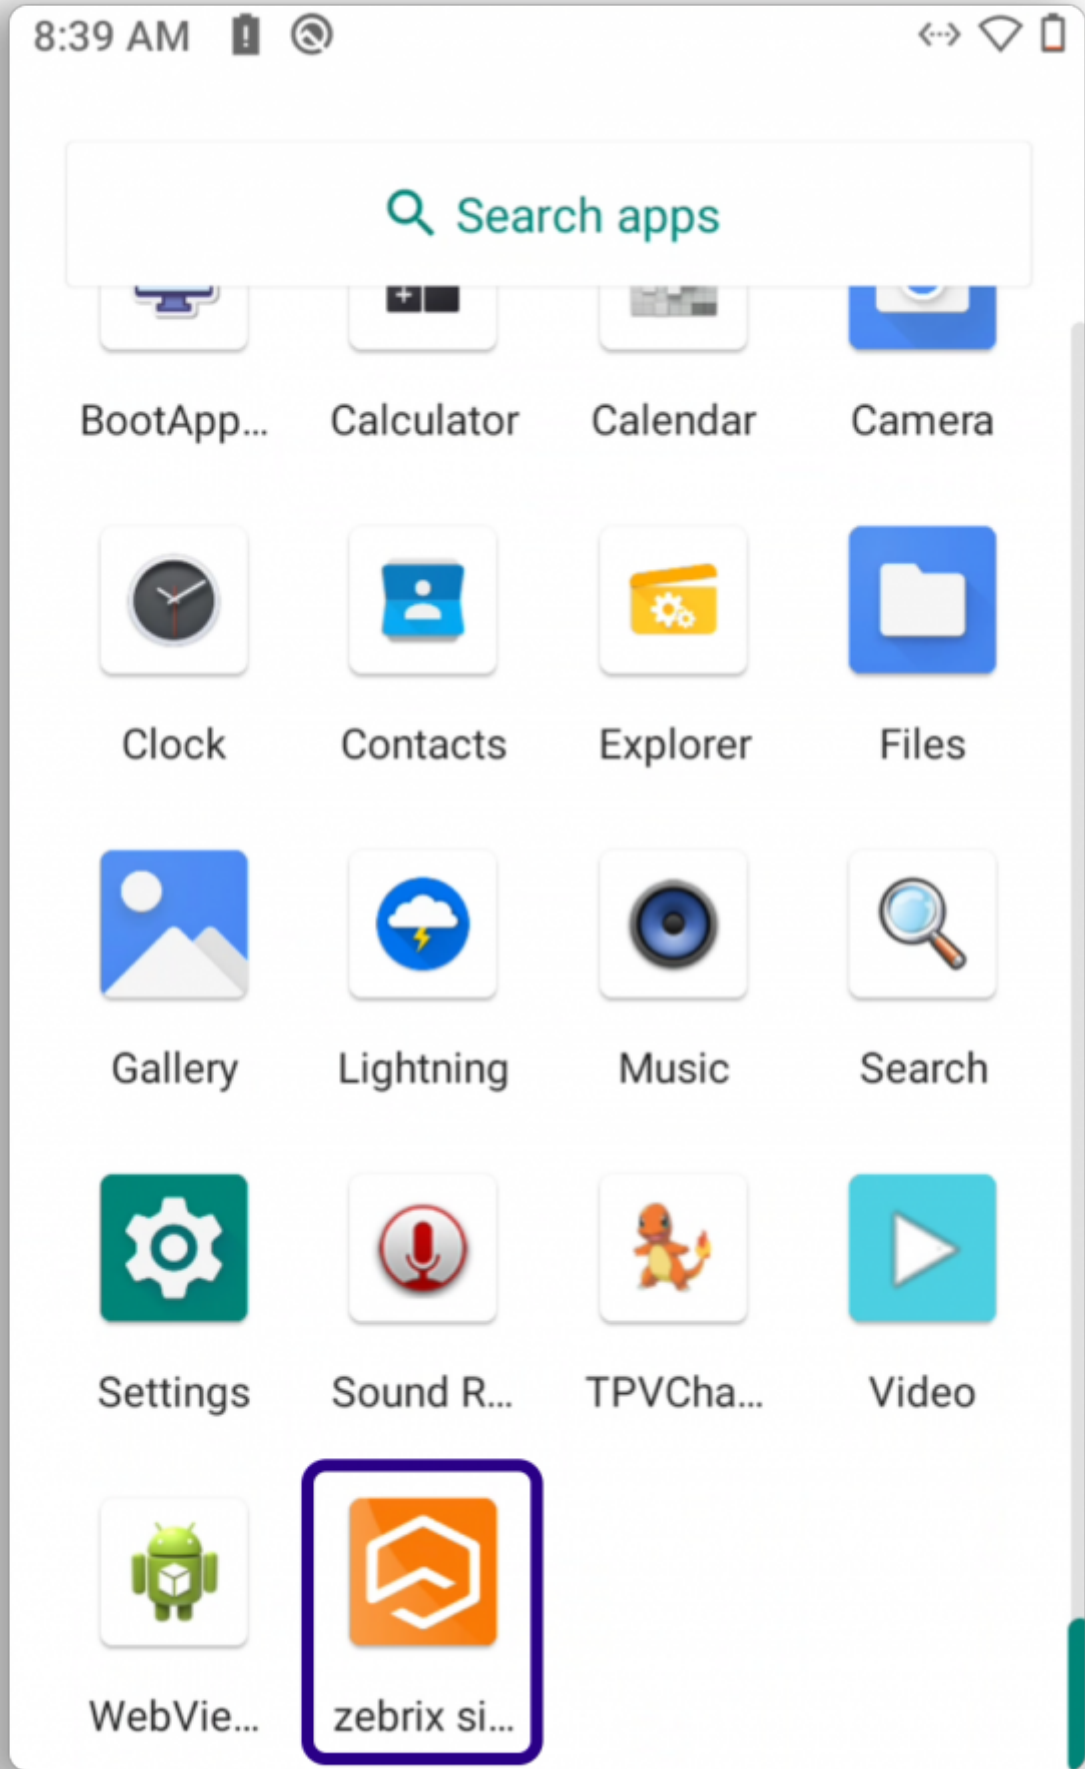 8:39 AM
Search apps
BootApp... Calculator Calendar Camera
Clock Contacts Explorer Files
Gallery Lightning Music Search
Settings Sound R... TPVCha... Video
WebVie... zebrix si...